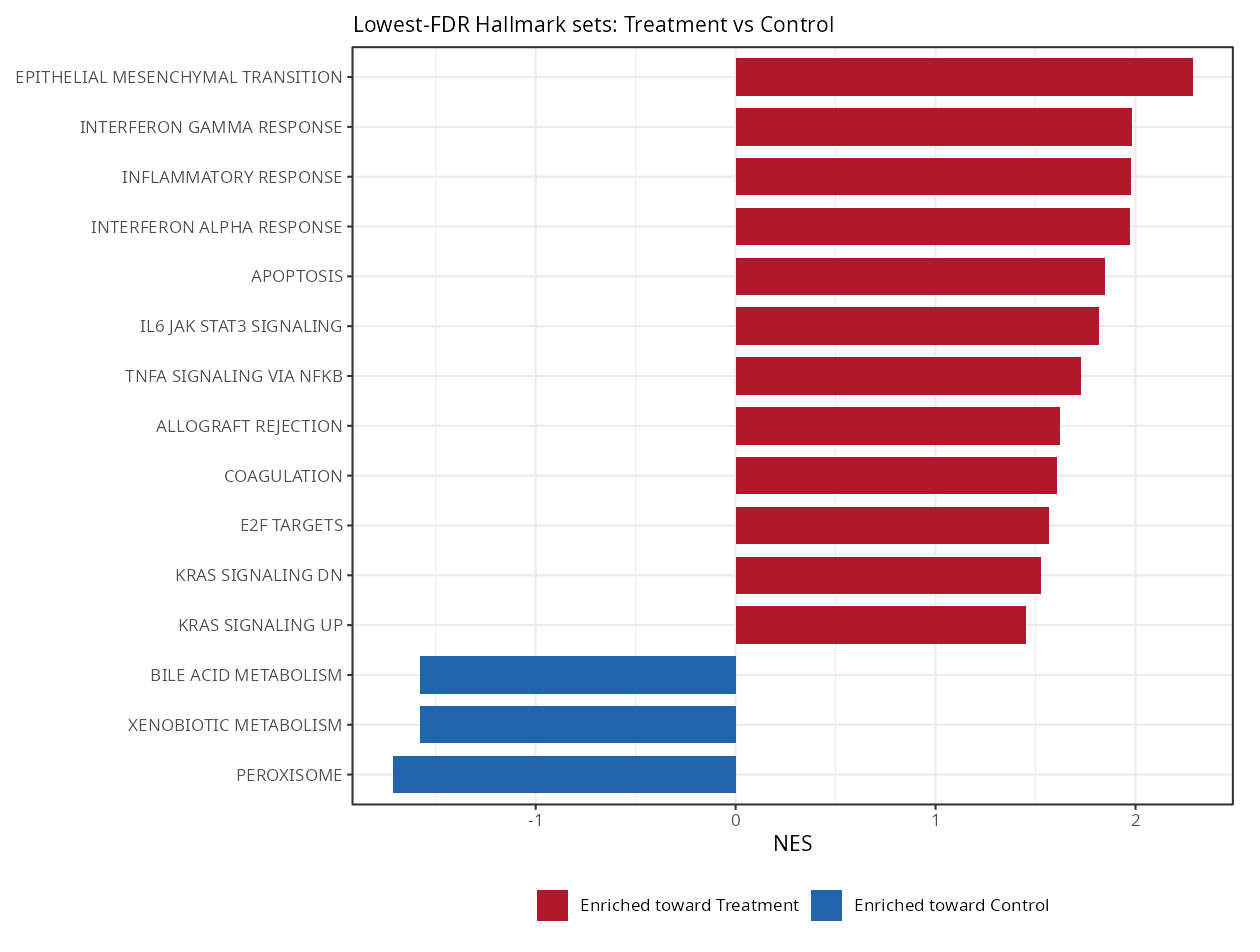 Lowest-FDR Hallmark sets: Treatment vs Control
EPITHELIAL MESENCHYMAL TRANSITION
INTERFERON GAMMA RESPONSE
INFLAMMATORY RESPONSE
INTERFERON ALPHA RESPONSE
APOPTOSIS
IL6 JAK STAT3 SIGNALING
TNFA SIGNALING VIA NFKB
ALLOGRAFT REJECTION
COAGULATION
E2F TARGETS
KRAS SIGNALING DN
KRAS SIGNALING UP
BILE ACID METABOLISM
XENOBIOTIC METABOLISM
PEROXISOME
-1 0 1 2
NES
Enriched toward Treatment Enriched toward Control